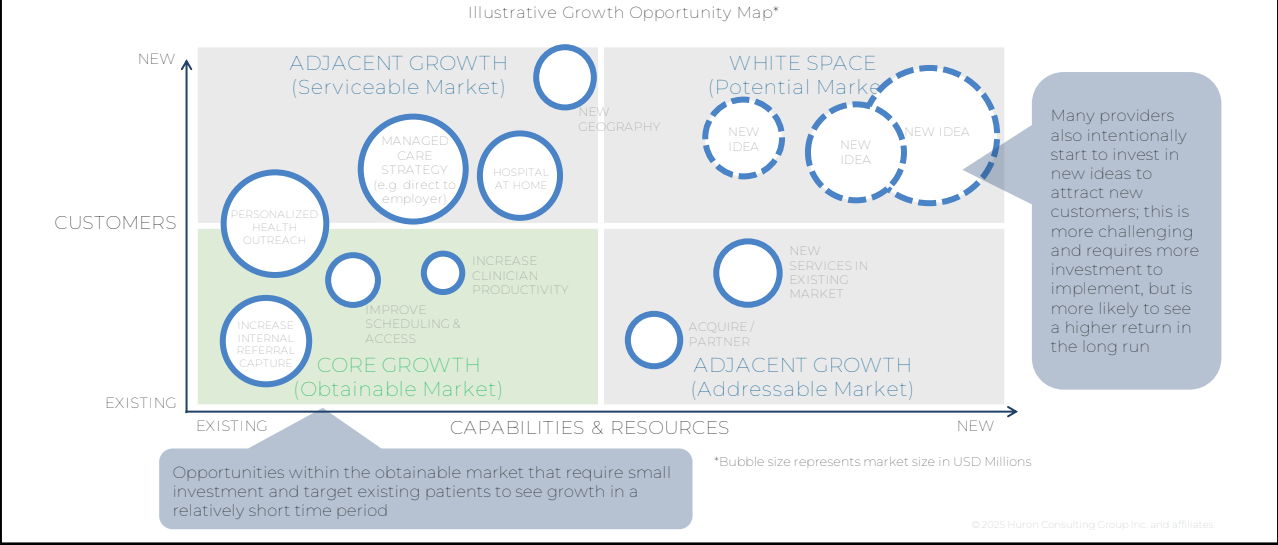 Illustrative Growth Opportunity Map*
NEW
ADJACENT GROWTH
(Serviceable Market)
WHITE SPACE
(Potential Marke
NEW
GEOGRAPHY
MANAGED
CARE
STRATEGY
(e.g. direct to
employer)
HOSPITAL
AT HOME
NEW
IDEA
NEW
IDEA
NEW IDEA
Many providers
also intentionally
start to invest in
new ideas to
attract new
customers; this is
more challenging
and requires more
investment to
implement, but is
more likely to see
a higher return in
the long run
CUSTOMERS
PERSONALIZED
HEALTH
OUTREACH
INCREASE
CLINICIAN
PRODUCTIVITY
IMPROVE
SCHEDULING &
ACCESS
INCREASE
INTERNAL
REFERRAL
CAPTURE
CORE GROWTH
(Obtainable Market)
NEW
SERVICES IN
EXISTING
MARKET
ACQUIRE /
PARTNER
ADJACENT GROWTH
(Addressable Market)
EXISTING
EXISTING
CAPABILITIES & RESOURCES
NEW
Opportunities within the obtainable market that require small
investment and target existing patients to see growth in a
relatively short time period
*Bubble size represents market size in USD Millions
© 2025 Huron Consulting Group Inc. and affiliates.